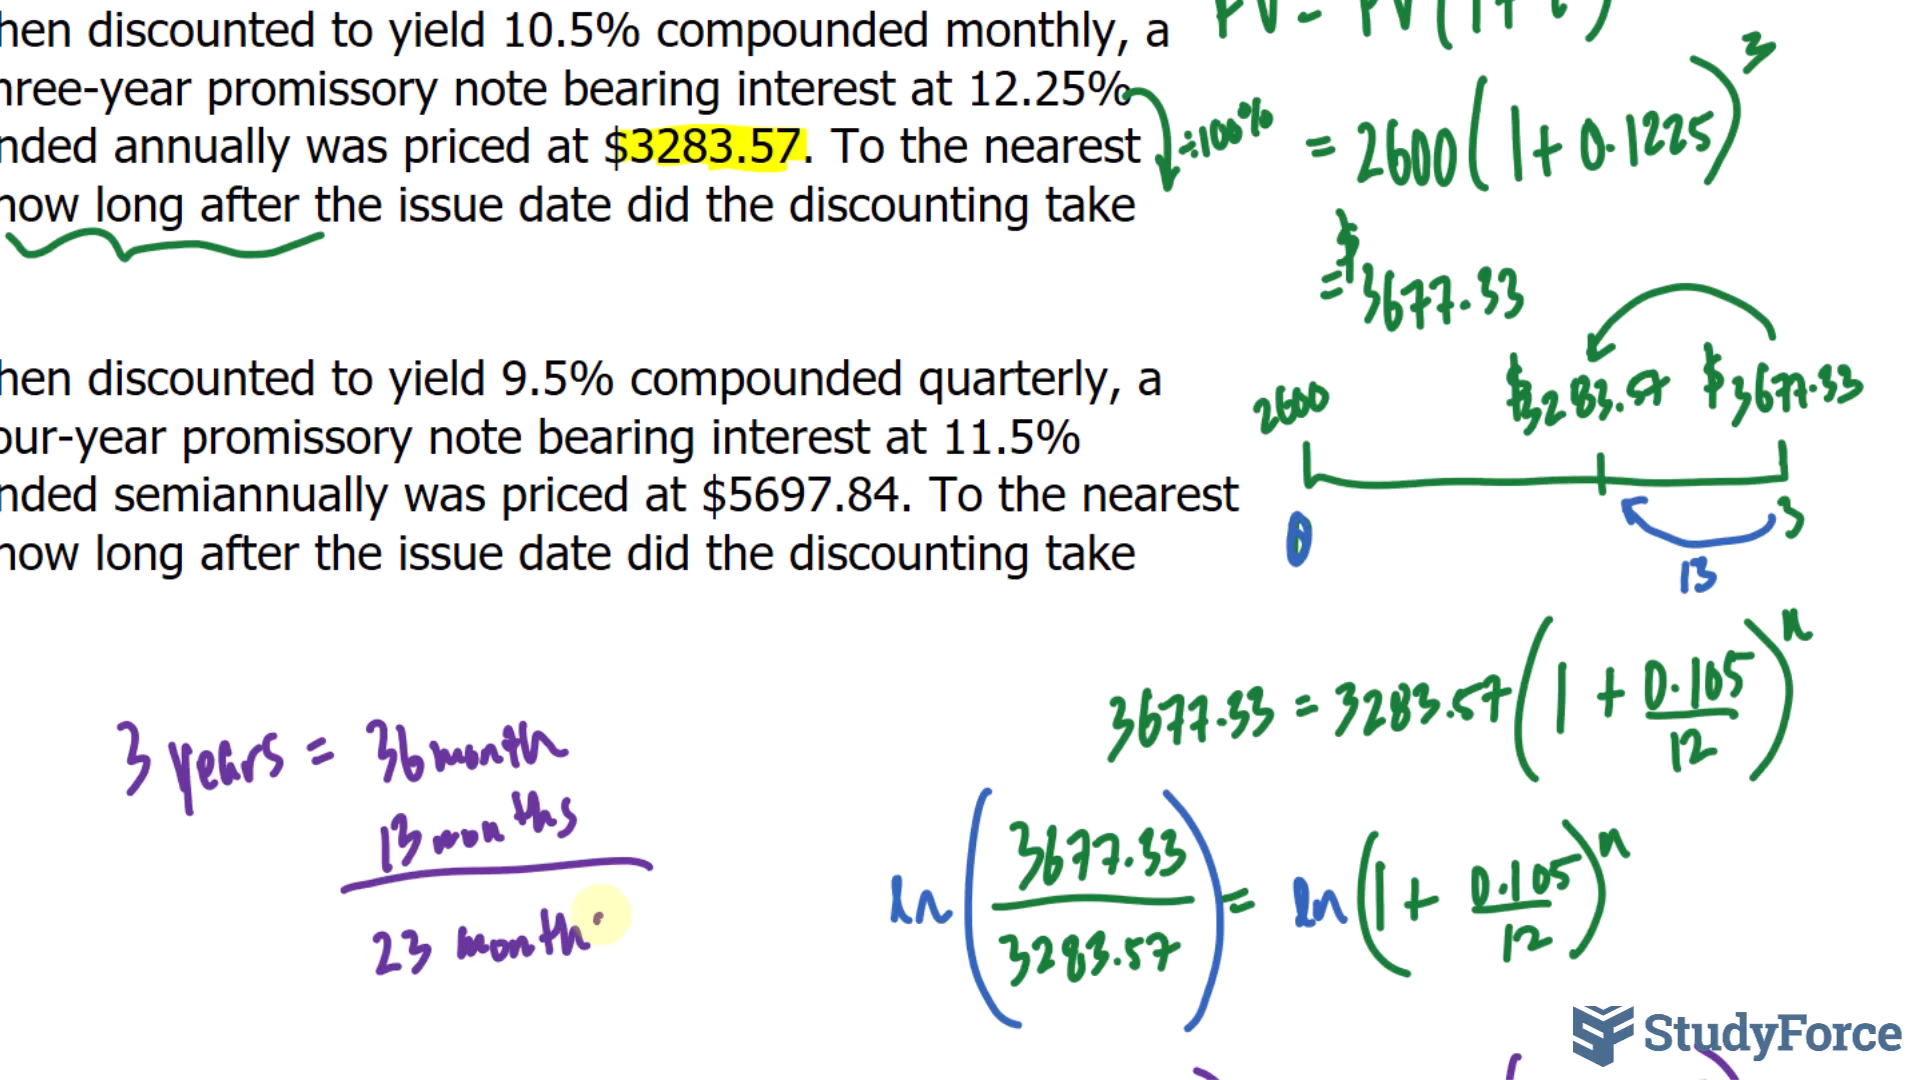 hen discounted to yield 10.5% compounded monthly, a
hree-year promissory note bearing interest at 12.25%
nded annually was priced at $3283.57. To the nearest
how long after the issue date did the discounting take
hen discounted to yield 9.5% compounded quarterly, a
our-year promissory note bearing interest at 11.5%
nded semiannually was priced at $5697.84. To the nearest
how long after the issue date did the discounting take
FV = PV(1+i)
÷100%
= 2600(1+0.1225)^3
= $3677.33
2600 $3283.57 $3677.33
0 3
13
3677.33 = 3283.57(1 + 0.105/12)^n
ln(3677.33/3283.57) = ln(1 + 0.105/12)^n
3 years = 36 month
13 months
23 month
StudyForce